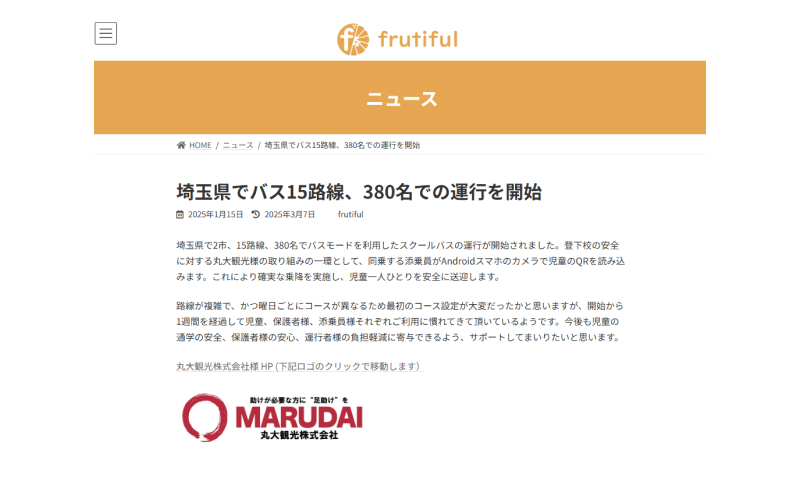 frutiful
ニュース
HOME / ニュース / 埼玉県でバス15路線、380名での運行を開始
埼玉県でバス15路線、380名での運行を開始
2025年1月15日 2025年3月7日 frutiful
埼玉県で2市、15路線、380名でバスモードを利用したスクールバスの運行が開始されました。登下校の安全
に対する丸大観光様の取り組みの一環として、同乗する添乗員がAndroidスマホのカメラで児童のQRを読み込
みます。これにより確実な乗降を実施し、児童一人ひとりを安全に送迎します。
路線が複雑で、かつ曜日ごとにコースが異なるため最初のコース設定が大変だったかと思いますが、開始から
1週間を経過して児童、保護者様、添乗員様それぞれご利用に慣れてきて頂いているようです。今後も児童の
通学の安全、保護者様の安心、運行者様の負担軽減に寄与できるよう、サポートしてまいりたいと思います。
丸大観光株式会社様 HP (下記ロゴのクリックで移動します）
助けが必要な方に“足助け”を
MARUDAI
丸大観光株式会社